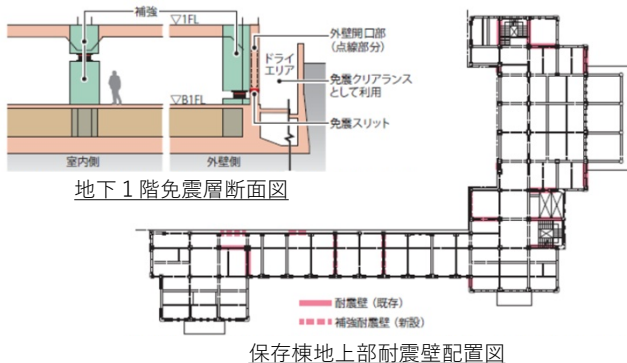 補強
▽1FL
外壁開口部
(点線部分)
ドライ
エリア
免震クリアランス
として利用
▽B1FL
免震スリット
室内側
外壁側
地下1階免震層断面図
耐震壁(既存)
補強耐震壁(新設)
保存棟地上部耐震壁配置図